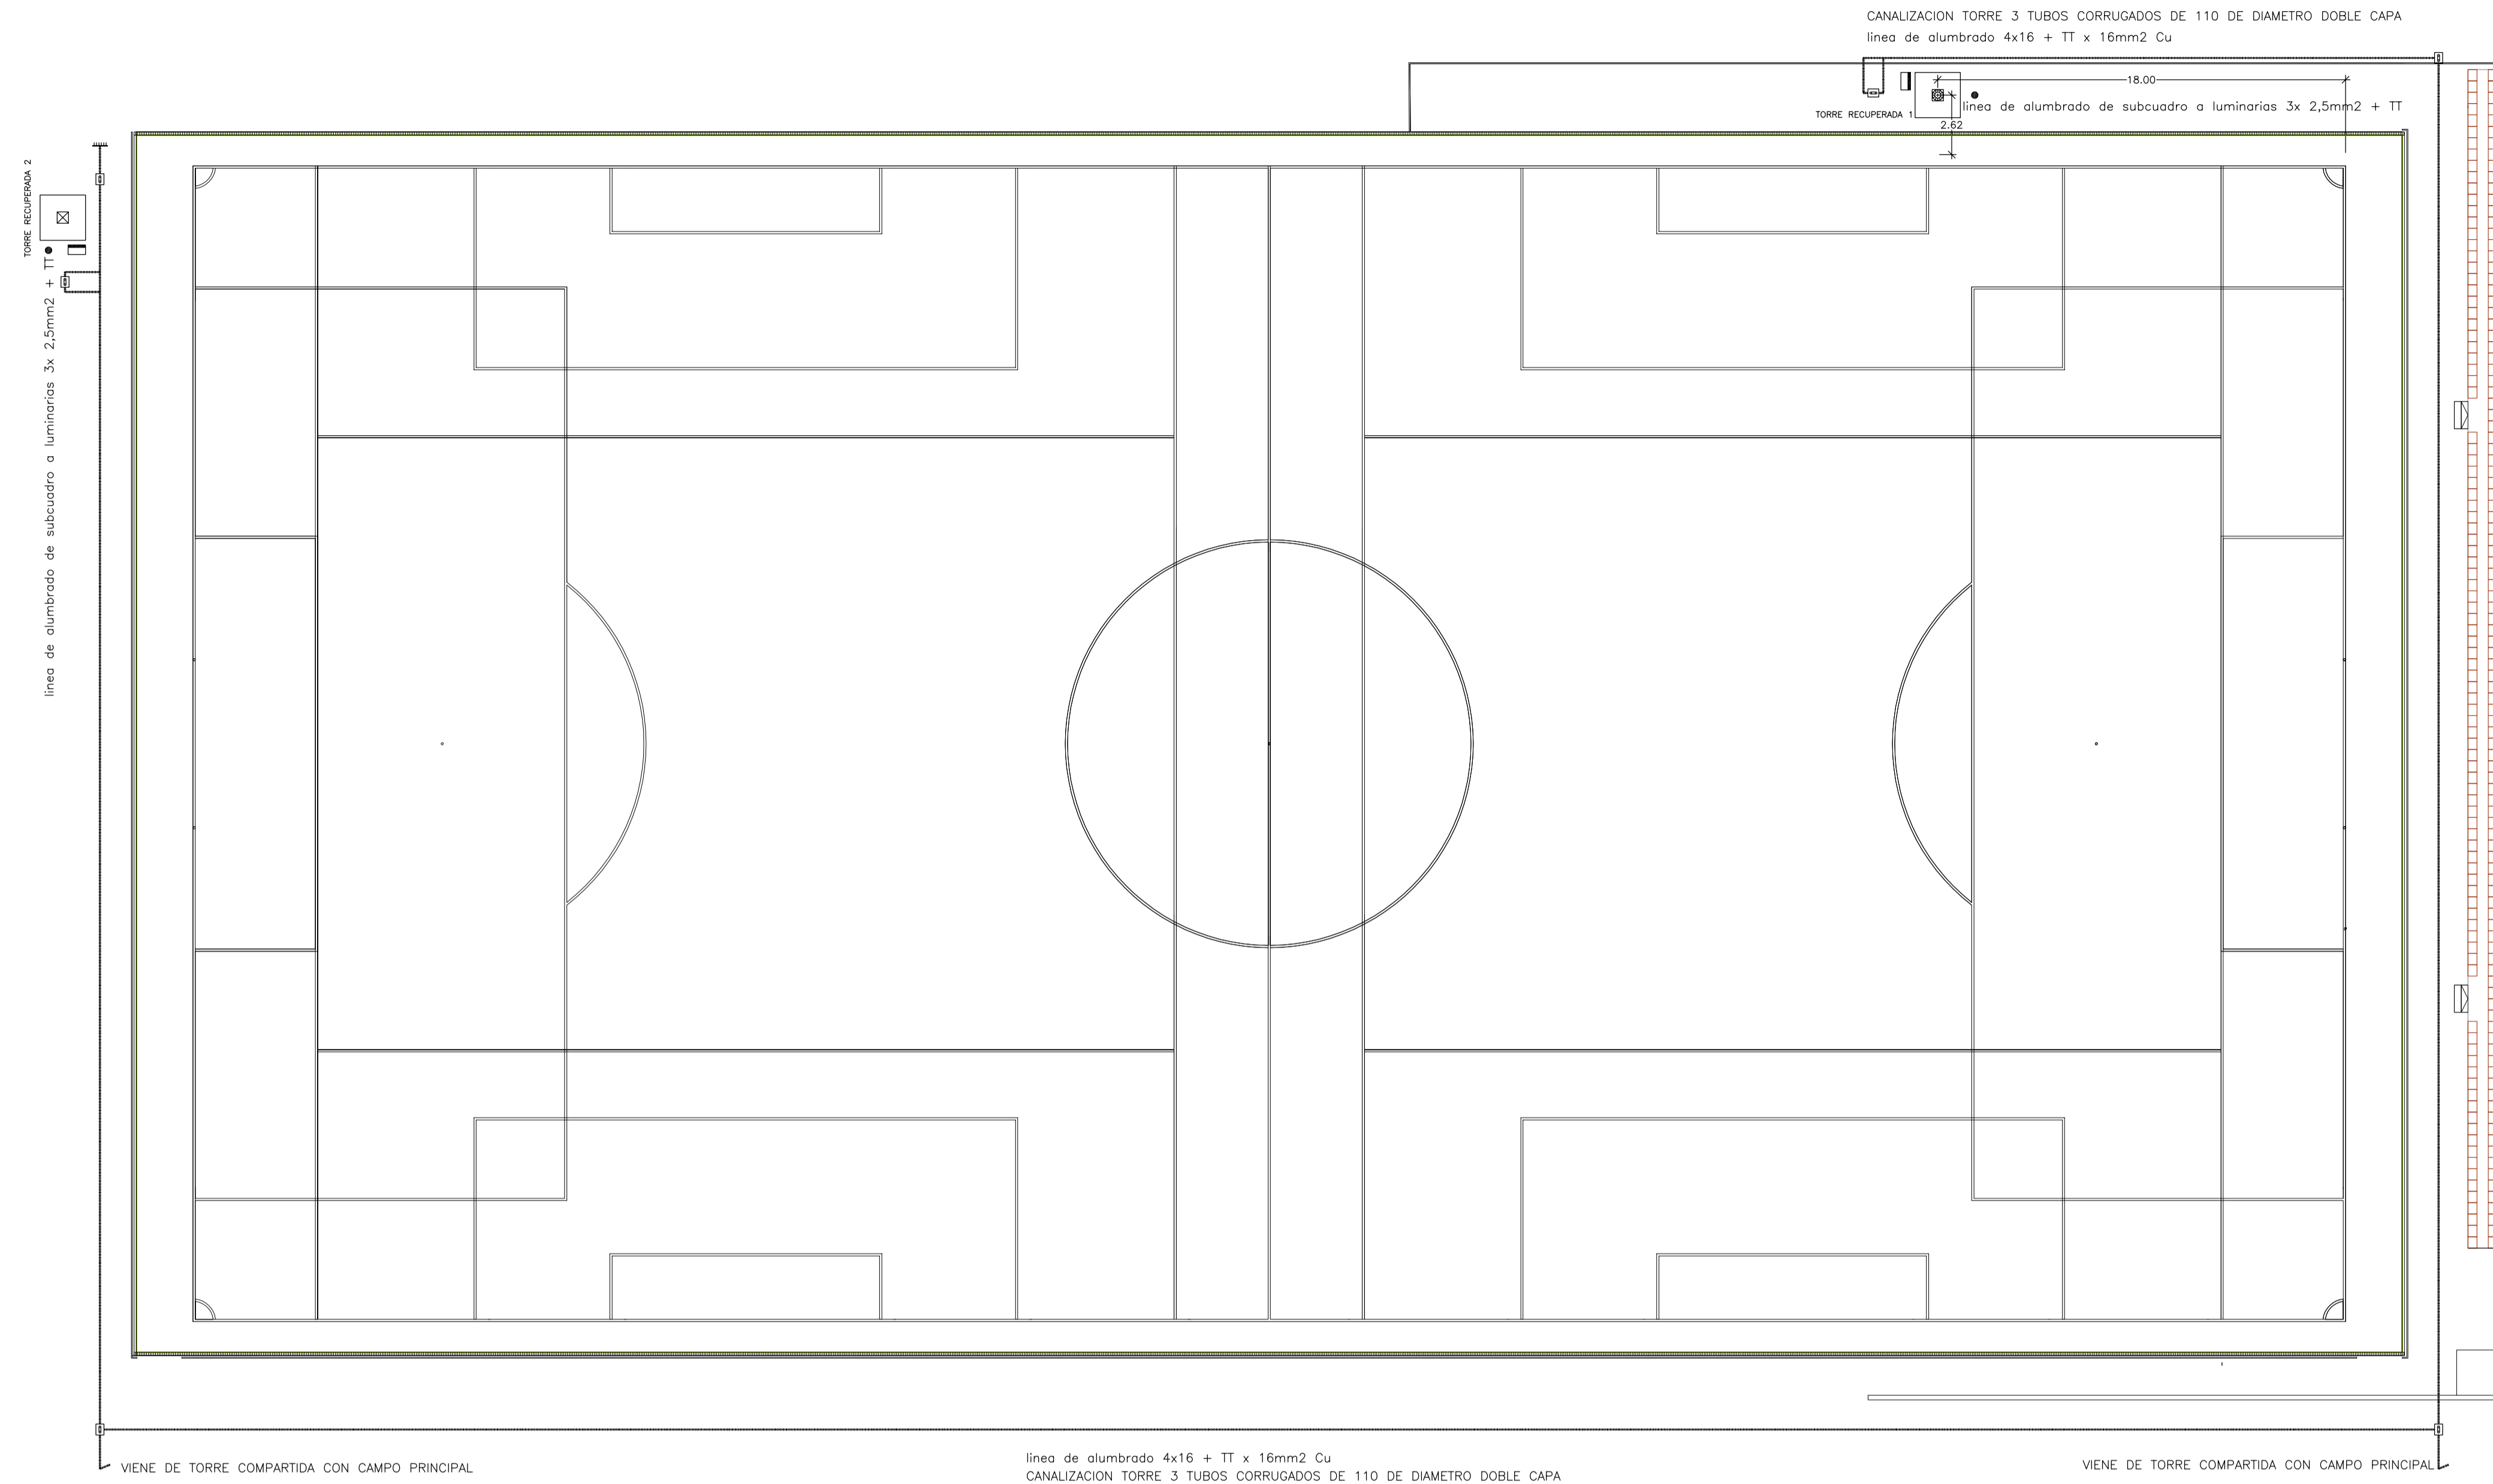 CANALIZACION TORRE 3 TUBOS CORRUGADOS DE 110 DE DIAMETRO DOBLE CAPA
linea de alumbrado 4x16 + TT x 16mm2 Cu
18.00
linea de alumbrado de subcuadro a luminarias 3x 2,5mm2 + TT
TORRE RECUPERADA 1
2.62
TORRE RECUPERADA 2
linea de alumbrado de subcuadro a luminarias 3x 2,5mm2 + TT
linea de alumbrado 4x16 + TT x 16mm2 Cu
CANALIZACION TORRE 3 TUBOS CORRUGADOS DE 110 DE DIAMETRO DOBLE CAPA
VIENE DE TORRE COMPARTIDA CON CAMPO PRINCIPAL
VIENE DE TORRE COMPARTIDA CON CAMPO PRINCIPAL